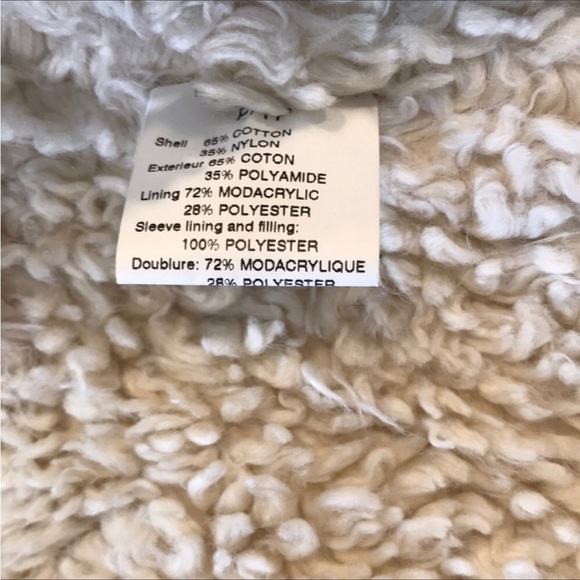 Shell 65% COTTON
35% NYLON
Exterieur 65% COTON
35% POLYAMIDE
Lining 72% MODACRYLIC
28% POLYESTER
Sleeve lining and filling:
100% POLYESTER
Doublure: 72% MODACRYLIQUE
28% POLYESTER